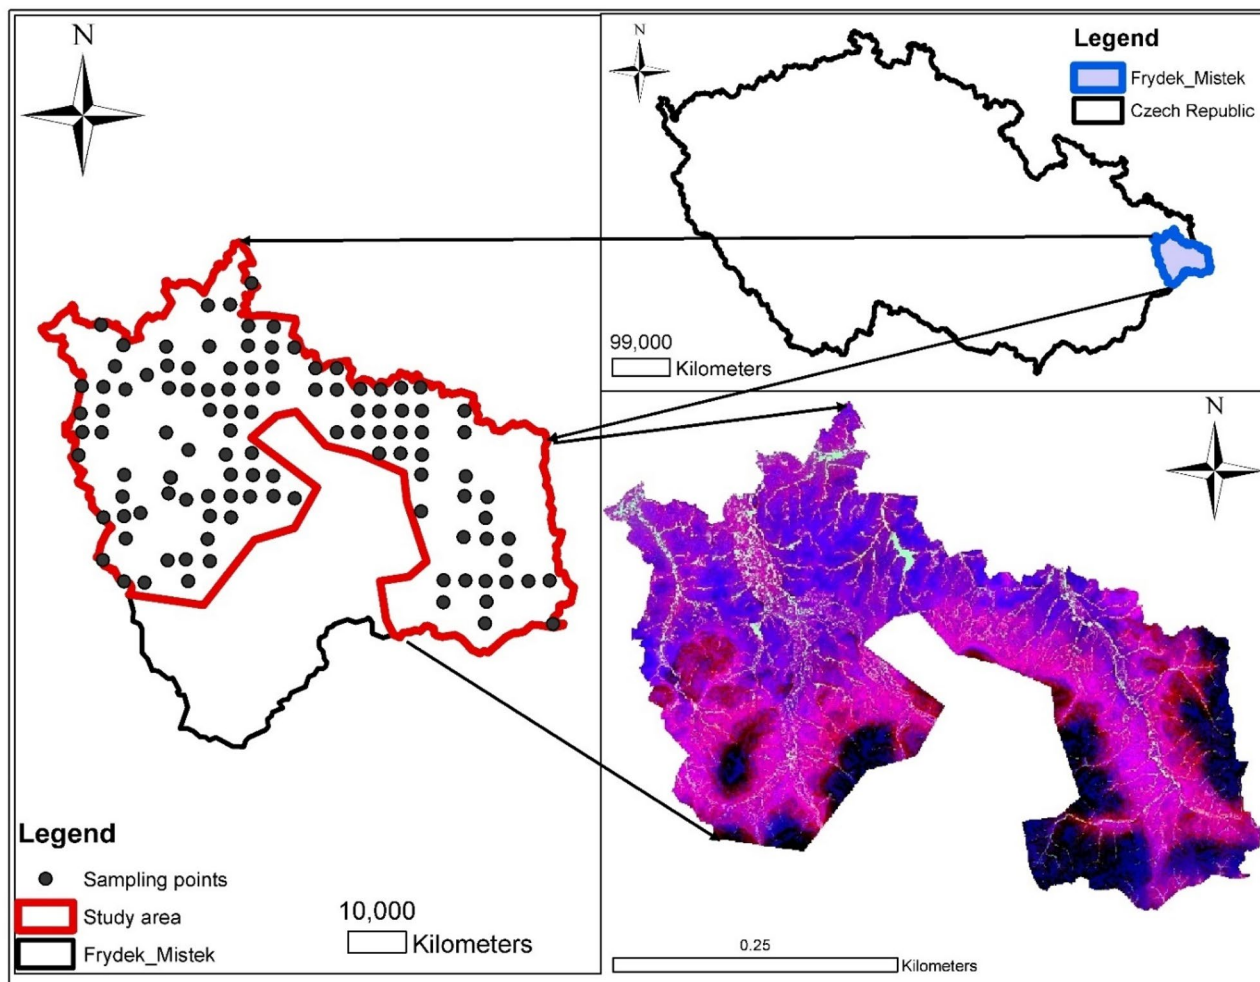 N
Legend
Sampling points
Study area
Frydek_Mistek
10,000
Kilometers
N
Legend
Frydek_Mistek
Czech Republic
99,000
Kilometers
N
0.25
Kilometers